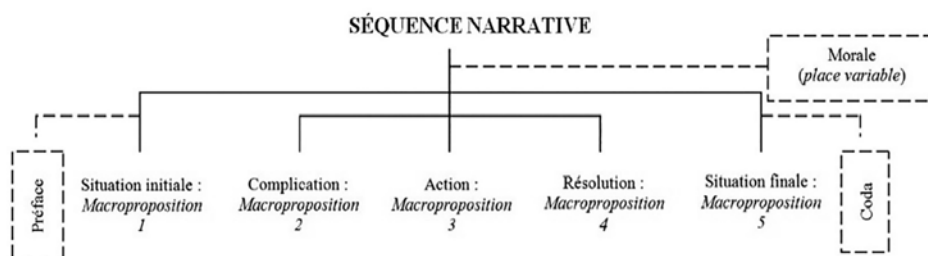 SÉQUENCE NARRATIVE
Morale
(place variable)
Préface
Situation initiale :
Macroproposition
1
Complication :
Macroproposition
2
Action :
Macroproposition
3
Résolution :
Macroproposition
4
Situation finale :
Macroproposition
5
Coda